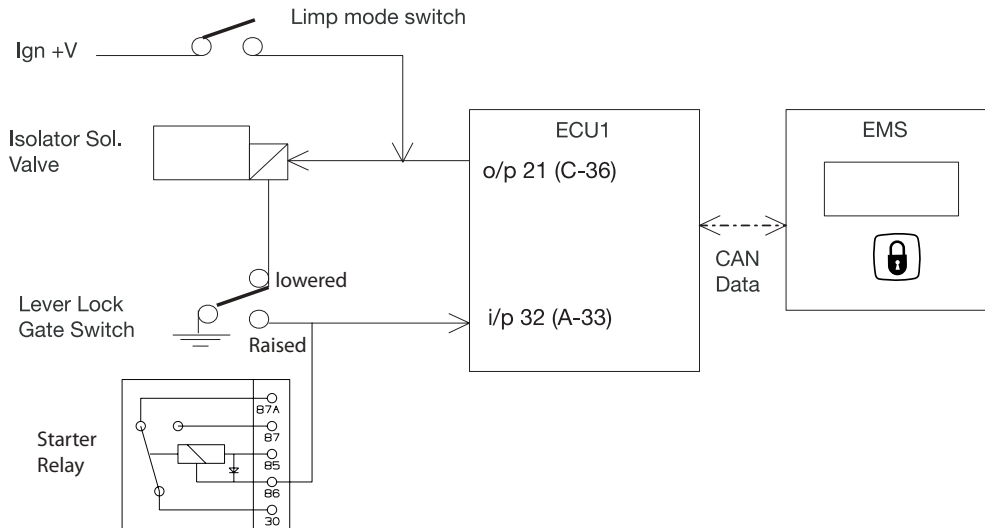 Limp mode switch
Ign +V
Isolator Sol.
Valve
ECU1
EMS
o/p 21 (C-36)
CAN
Data
lowered
Lever Lock
Gate Switch
i/p 32 (A-33)
Raised
Starter
Relay
87A
87
85
86
30